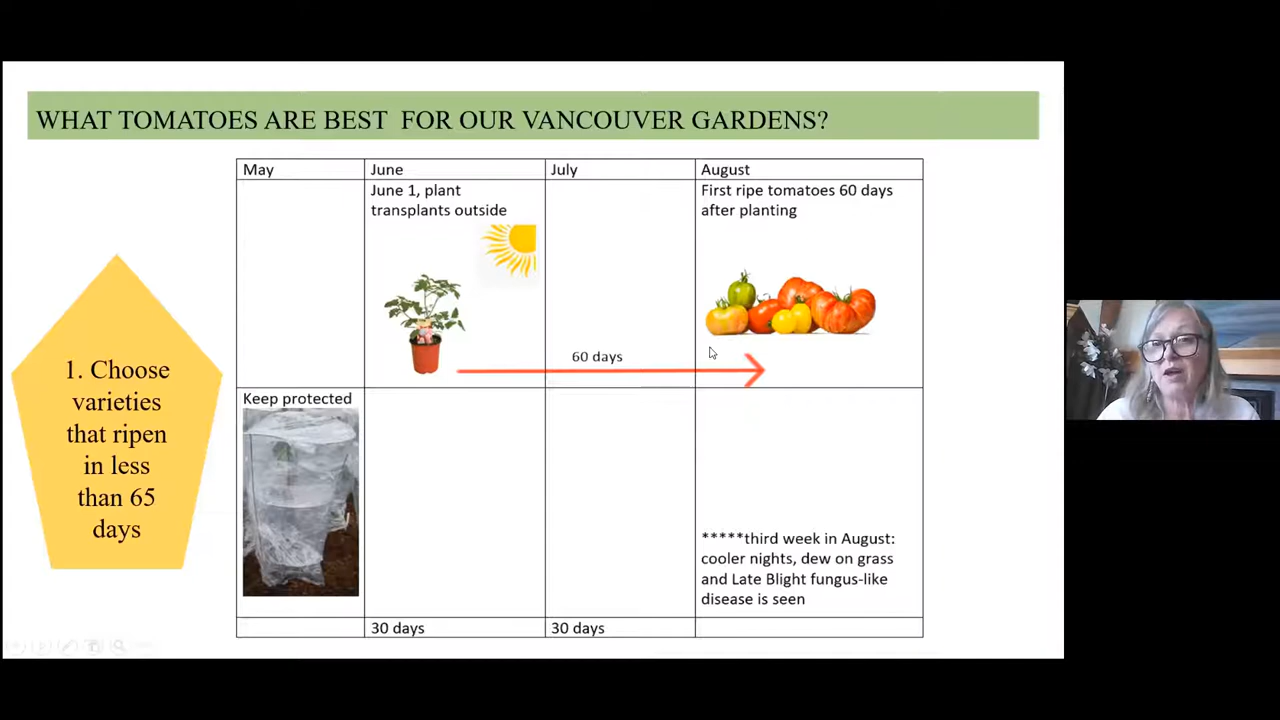 WHAT TOMATOES ARE BEST FOR OUR VANCOUVER GARDENS?
May
June
July
August
June 1, plant
transplants outside
First ripe tomatoes 60 days
after planting
60 days
1. Choose
varieties
that ripen
in less
than 65
days
Keep protected
*****third week in August:
cooler nights, dew on grass
and Late Blight fungus-like
disease is seen
30 days
30 days